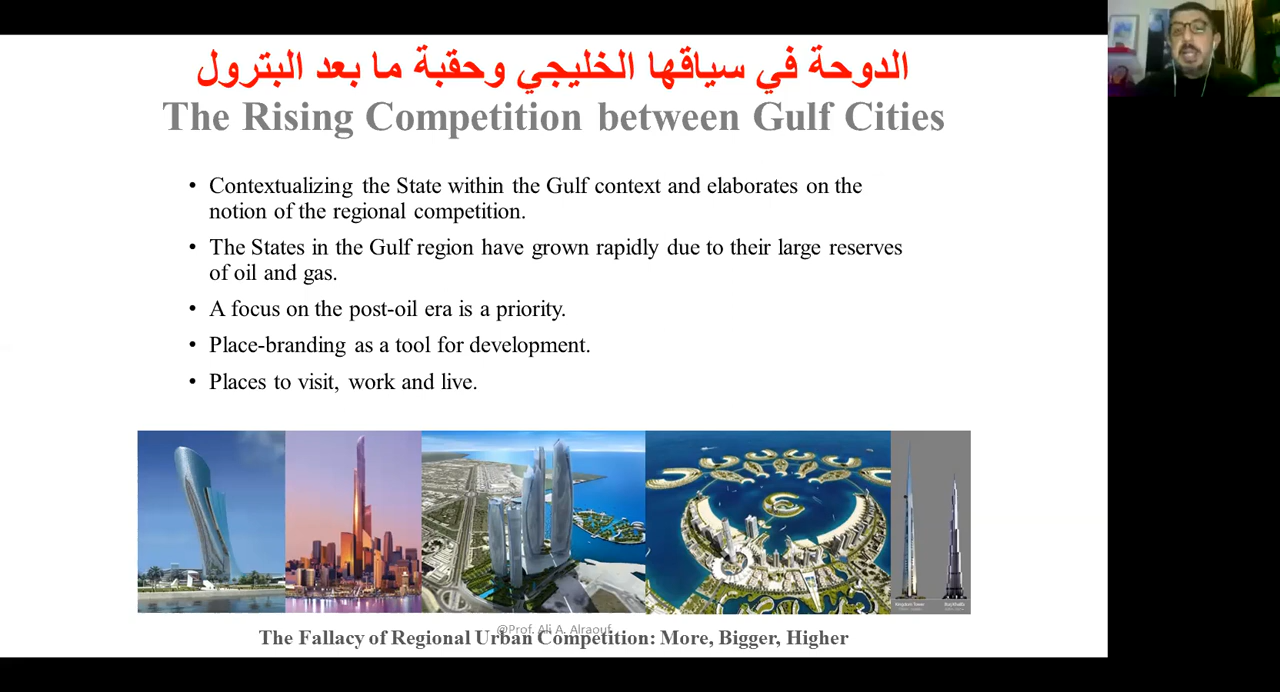 الدوحة في سياقها الخليجي وحقبة ما بعد البترول
The Rising Competition between Gulf Cities
• Contextualizing the State within the Gulf context and elaborates on the
notion of the regional competition.
• The States in the Gulf region have grown rapidly due to their large reserves
of oil and gas.
• A focus on the post-oil era is a priority.
• Place-branding as a tool for development.
• Places to visit, work and live.
Kingdom Tower
Burj Khalifa
@Prof. Ali A. Alraouf
The Fallacy of Regional Urban Competition: More, Bigger, Higher